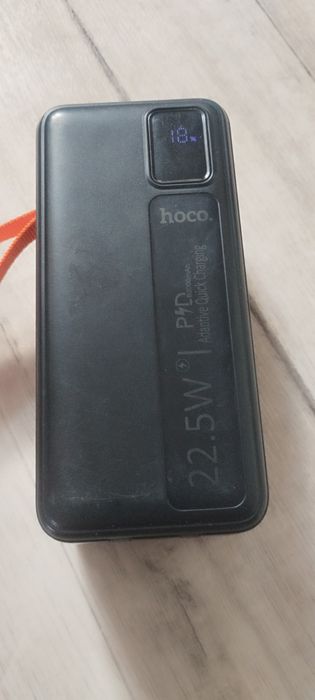 18%
hoco.
22.5W | PD
Adaptive Quick Charging